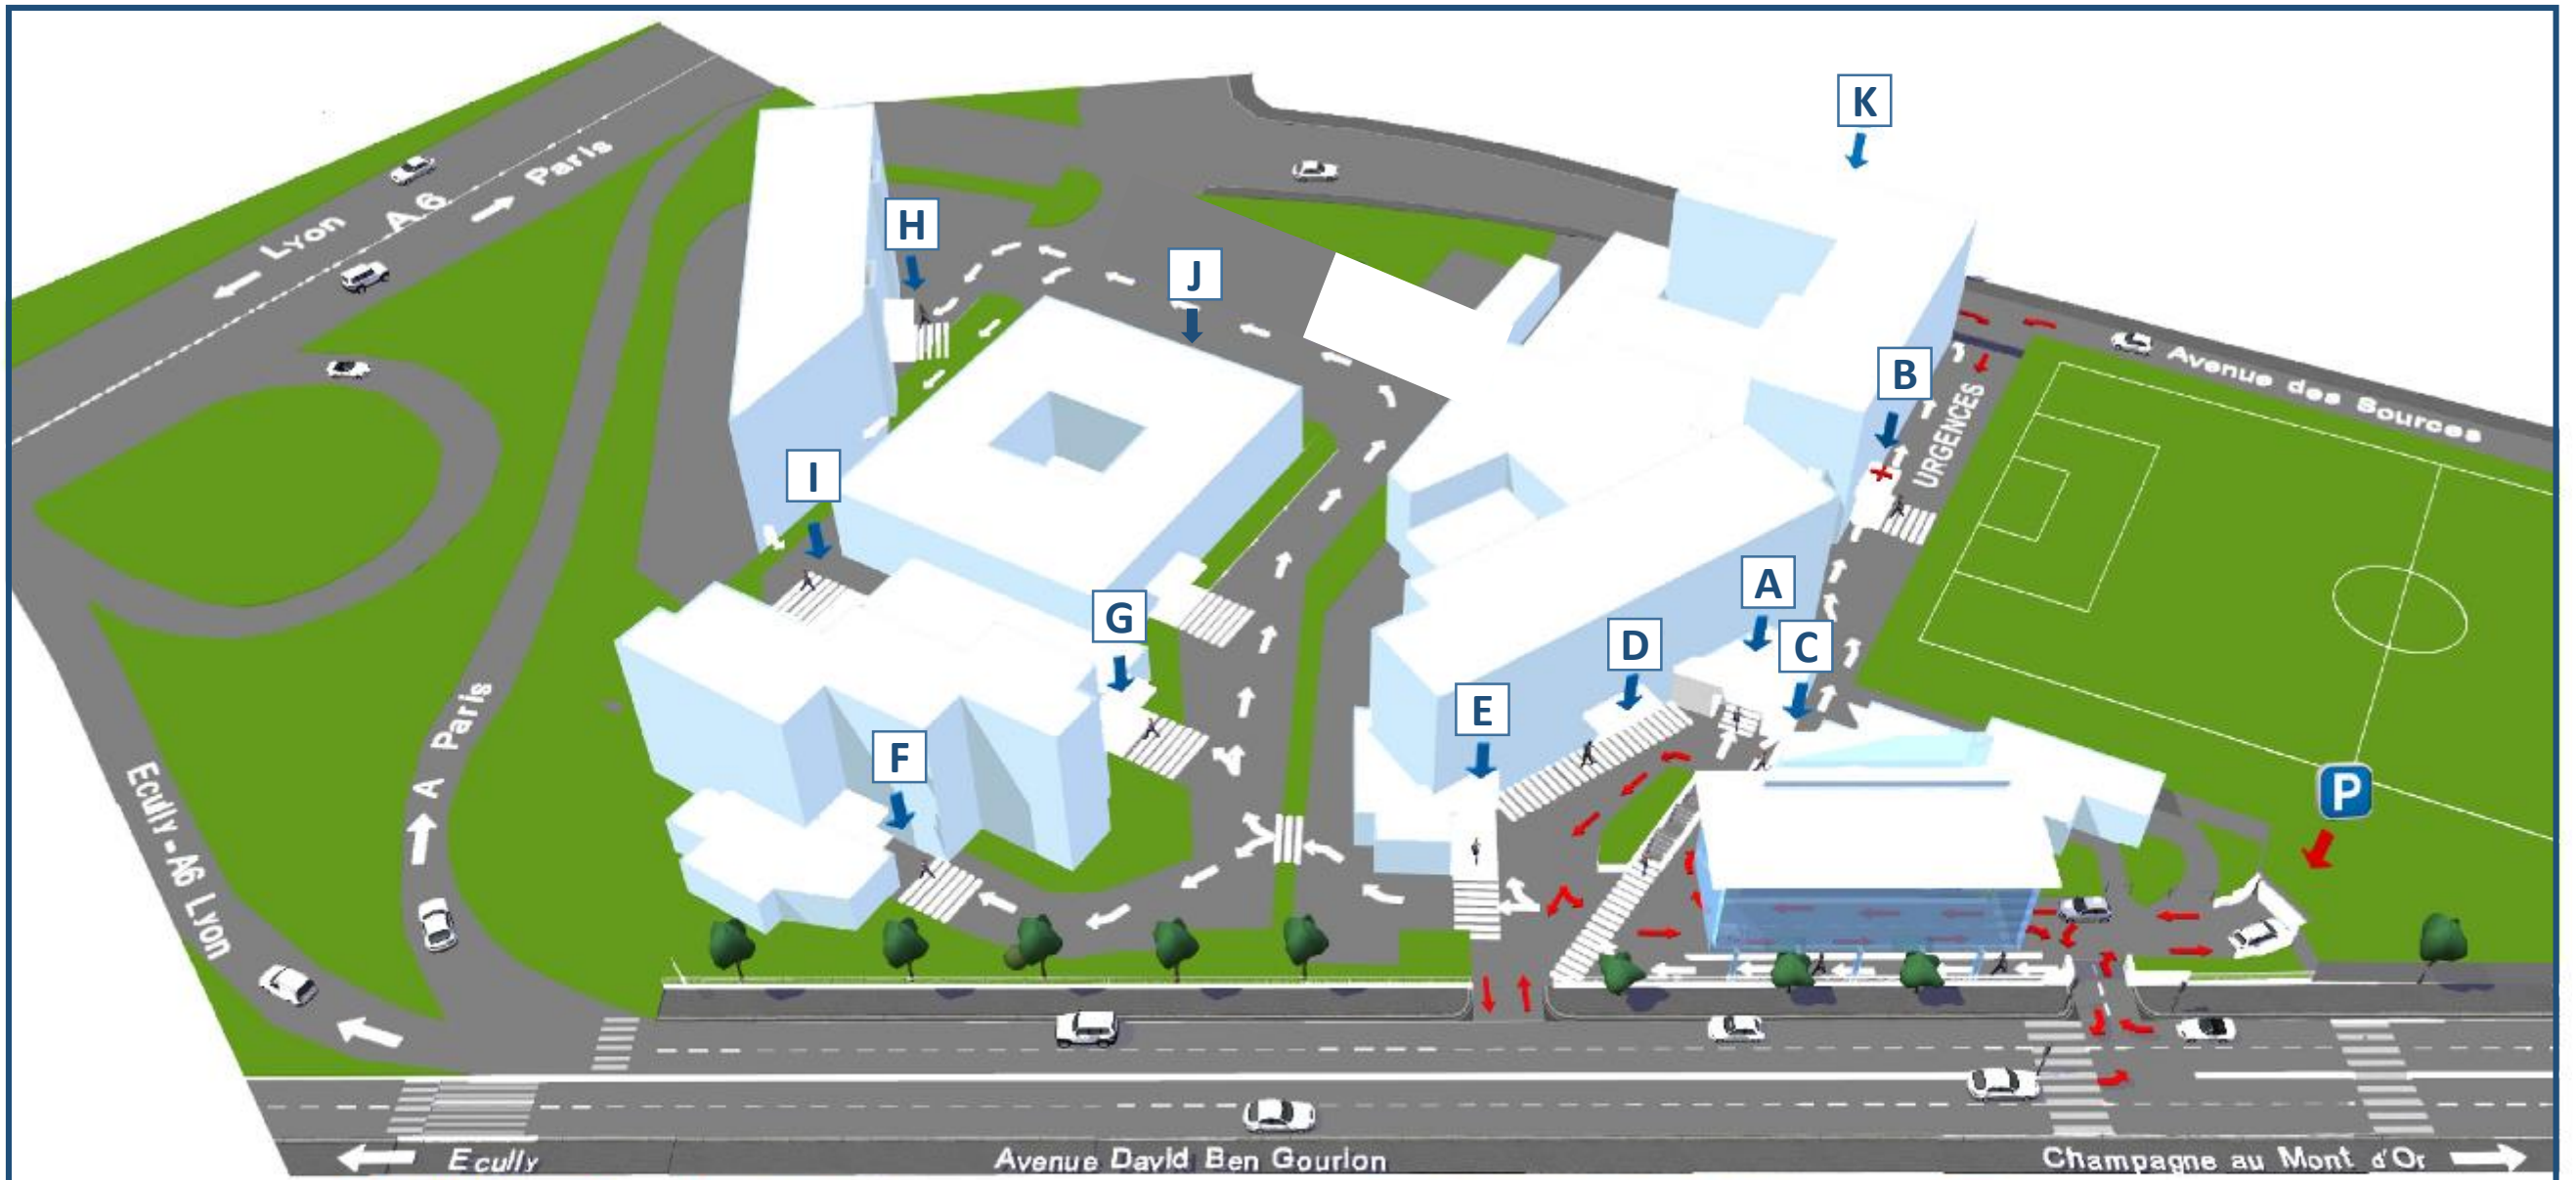 K
Paris
A6
Lyon
H
J
Avenue des Sources
B
URGENCES
I
A
G
D
C
E
A Paris
F
P
Ecully - A6 Lyon
Ecully
Avenue David Ben Gourion
Champagne au Mont d'Or